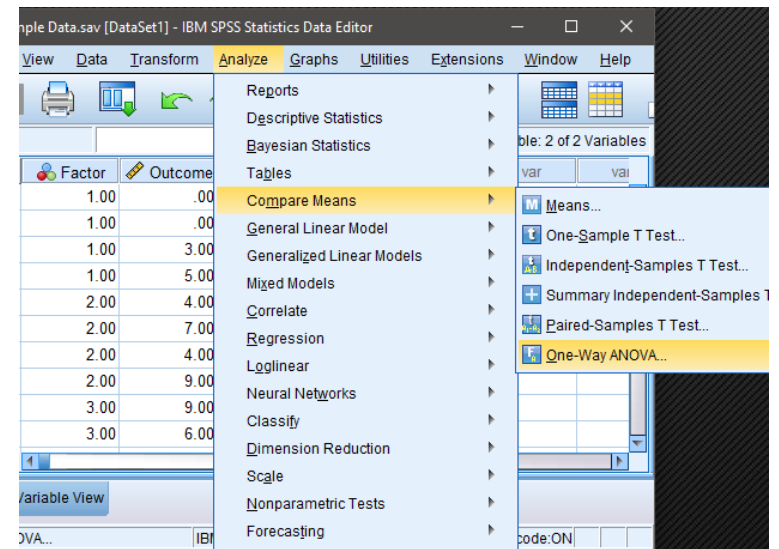 mple Data.sav [DataSet1] - IBM SPSS Statistics Data Editor
View Data Transform Analyze Graphs Utilities Extensions Window Help
ble: 2 of 2 Variables
Factor Outcome var var
1.00 .00
1.00 .00
1.00 3.00
1.00 5.00
2.00 4.00
2.00 7.00
2.00 4.00
2.00 9.00
3.00 9.00
3.00 6.00
Variable View
OVA... IBM code:ON
Reports
Descriptive Statistics
Bayesian Statistics
Tables
Compare Means
General Linear Model
Generalized Linear Models
Mixed Models
Correlate
Regression
Loglinear
Neural Networks
Classify
Dimension Reduction
Scale
Nonparametric Tests
Forecasting
Means...
One-Sample T Test...
Independent-Samples T Test...
Summary Independent-Samples T
Paired-Samples T Test...
One-Way ANOVA...